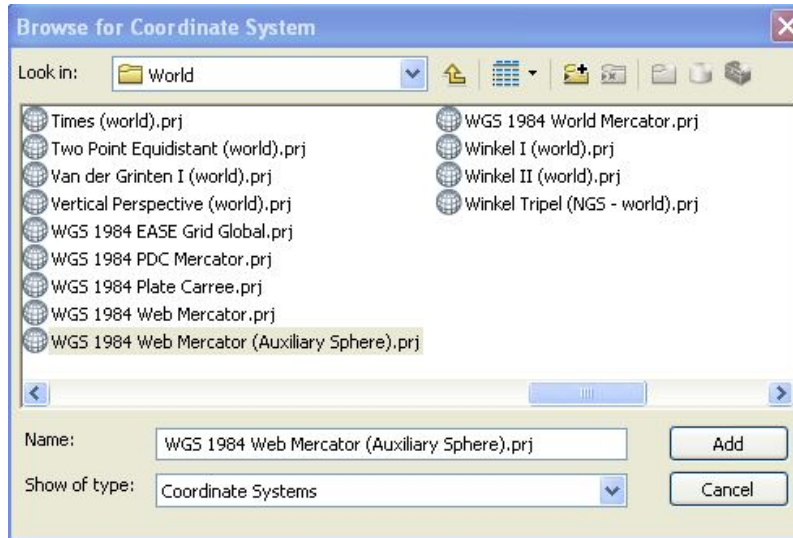 Browse for Coordinate System
Look in: World
Times (world).prj
Two Point Equidistant (world).prj
Van der Grinten I (world).prj
Vertical Perspective (world).prj
WGS 1984 EASE Grid Global.prj
WGS 1984 PDC Mercator.prj
WGS 1984 Plate Carree.prj
WGS 1984 Web Mercator.prj
WGS 1984 Web Mercator (Auxiliary Sphere).prj
WGS 1984 World Mercator.prj
Winkel I (world).prj
Winkel II (world).prj
Winkel Tripel (NGS - world).prj
Name: WGS 1984 Web Mercator (Auxiliary Sphere).prj
Add
Show of type: Coordinate Systems
Cancel